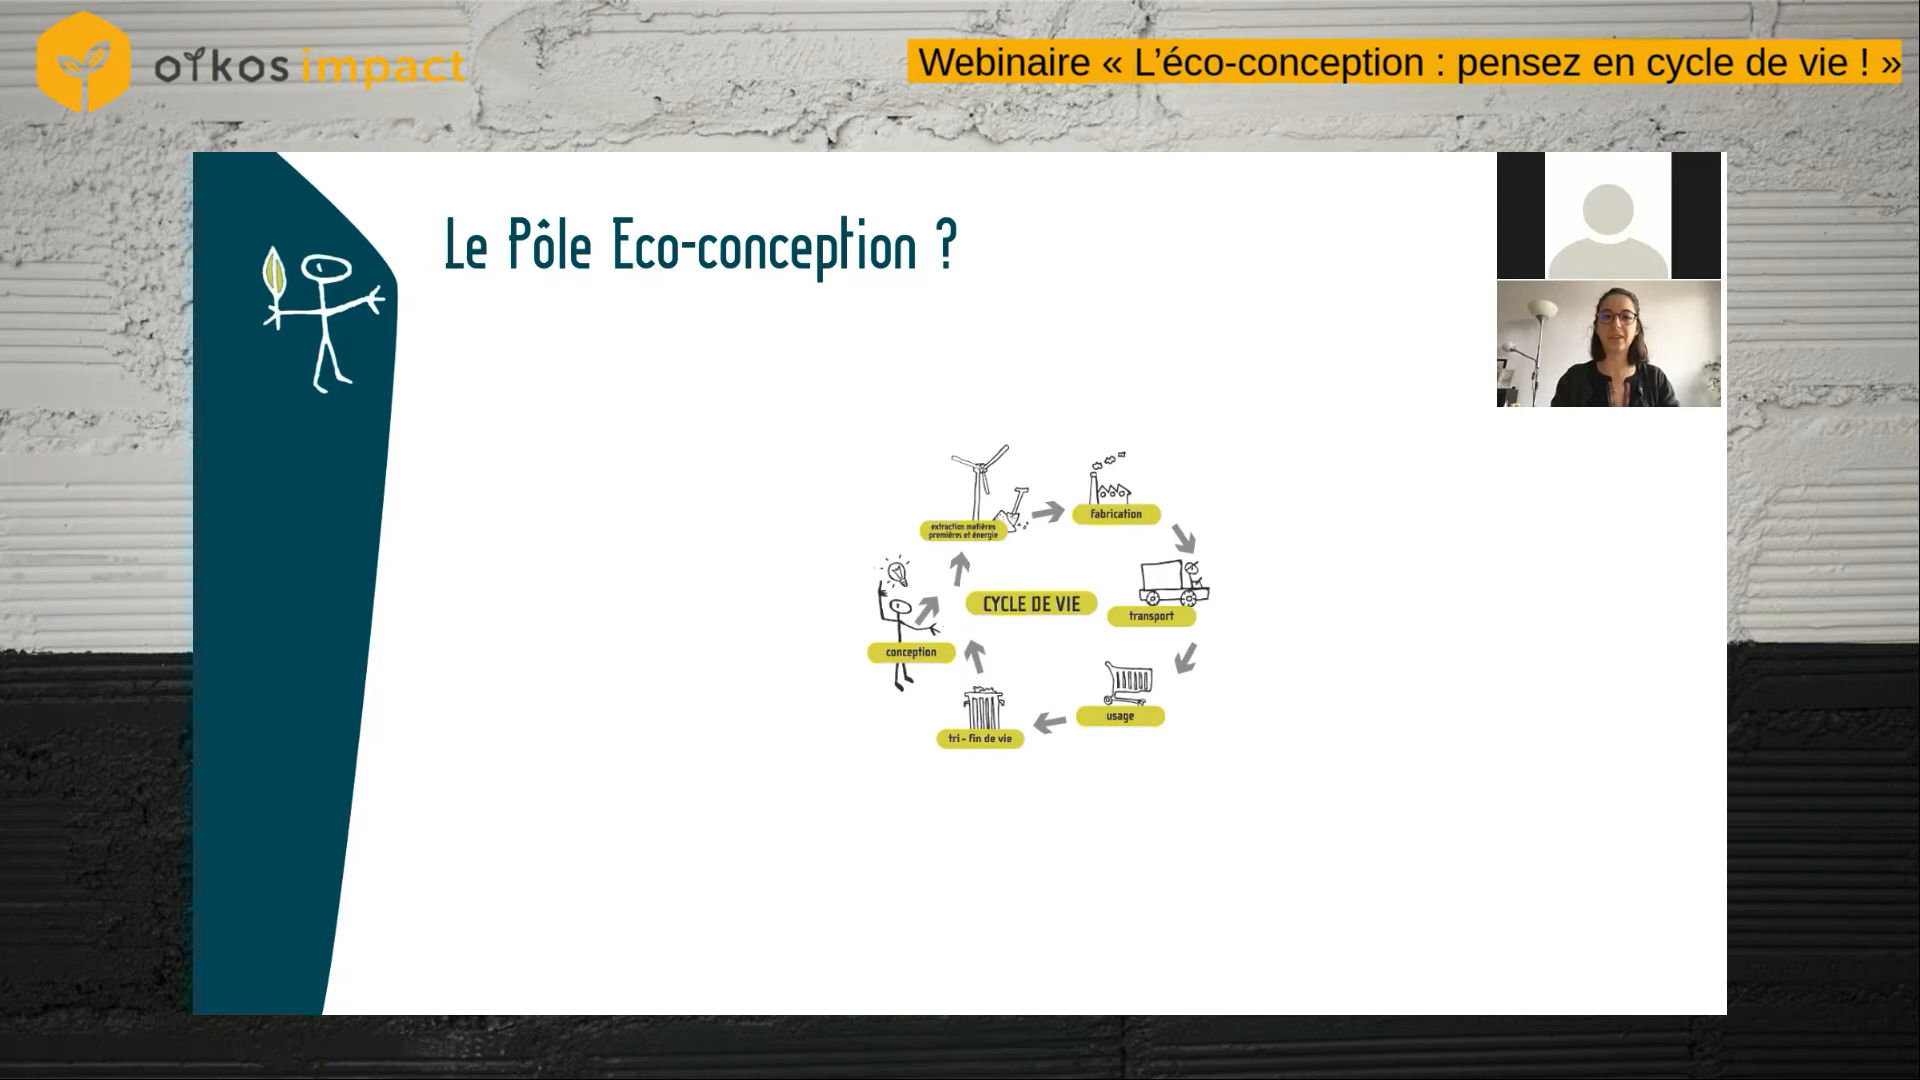 oikos impact
Webinaire « L’éco-conception : pensez en cycle de vie ! »
Le Pôle Eco-conception ?
extraction matières
premières et énergie
fabrication
CYCLE DE VIE
transport
conception
usage
tri - fin de vie